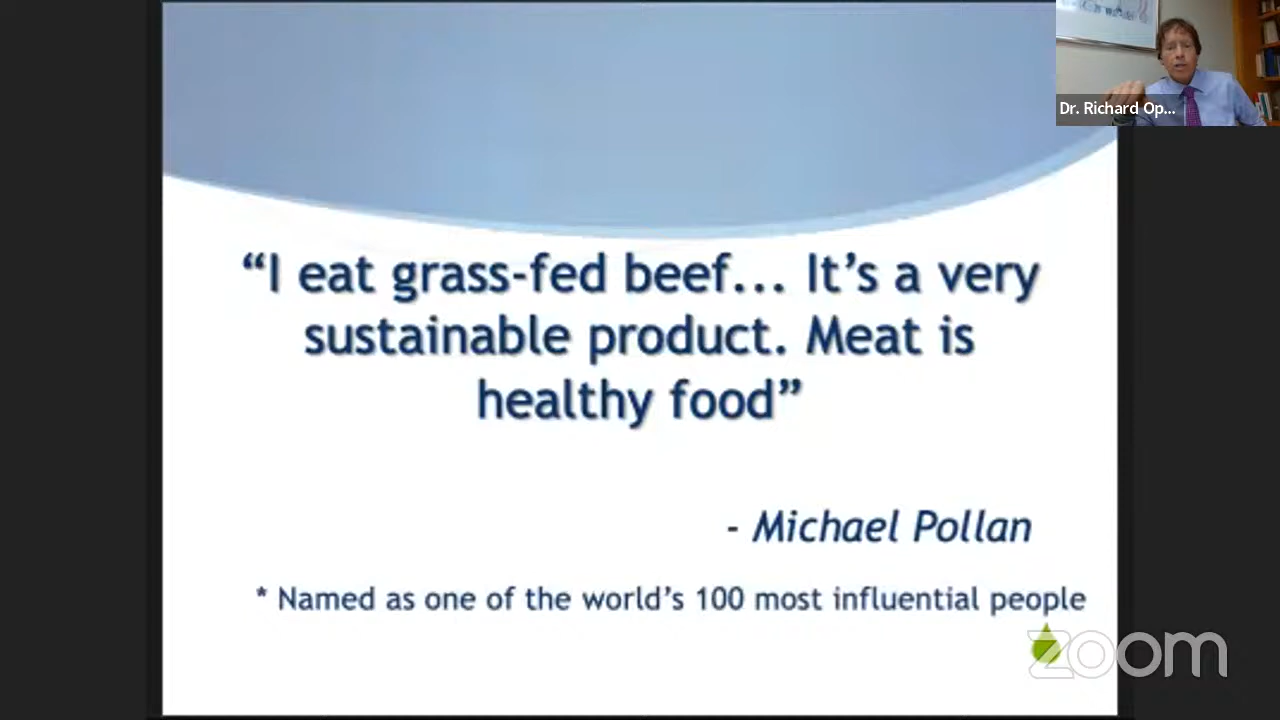 Dr. Richard Op...
“I eat grass-fed beef... It’s a very
sustainable product. Meat is
healthy food”
- Michael Pollan
* Named as one of the world’s 100 most influential people
zoom